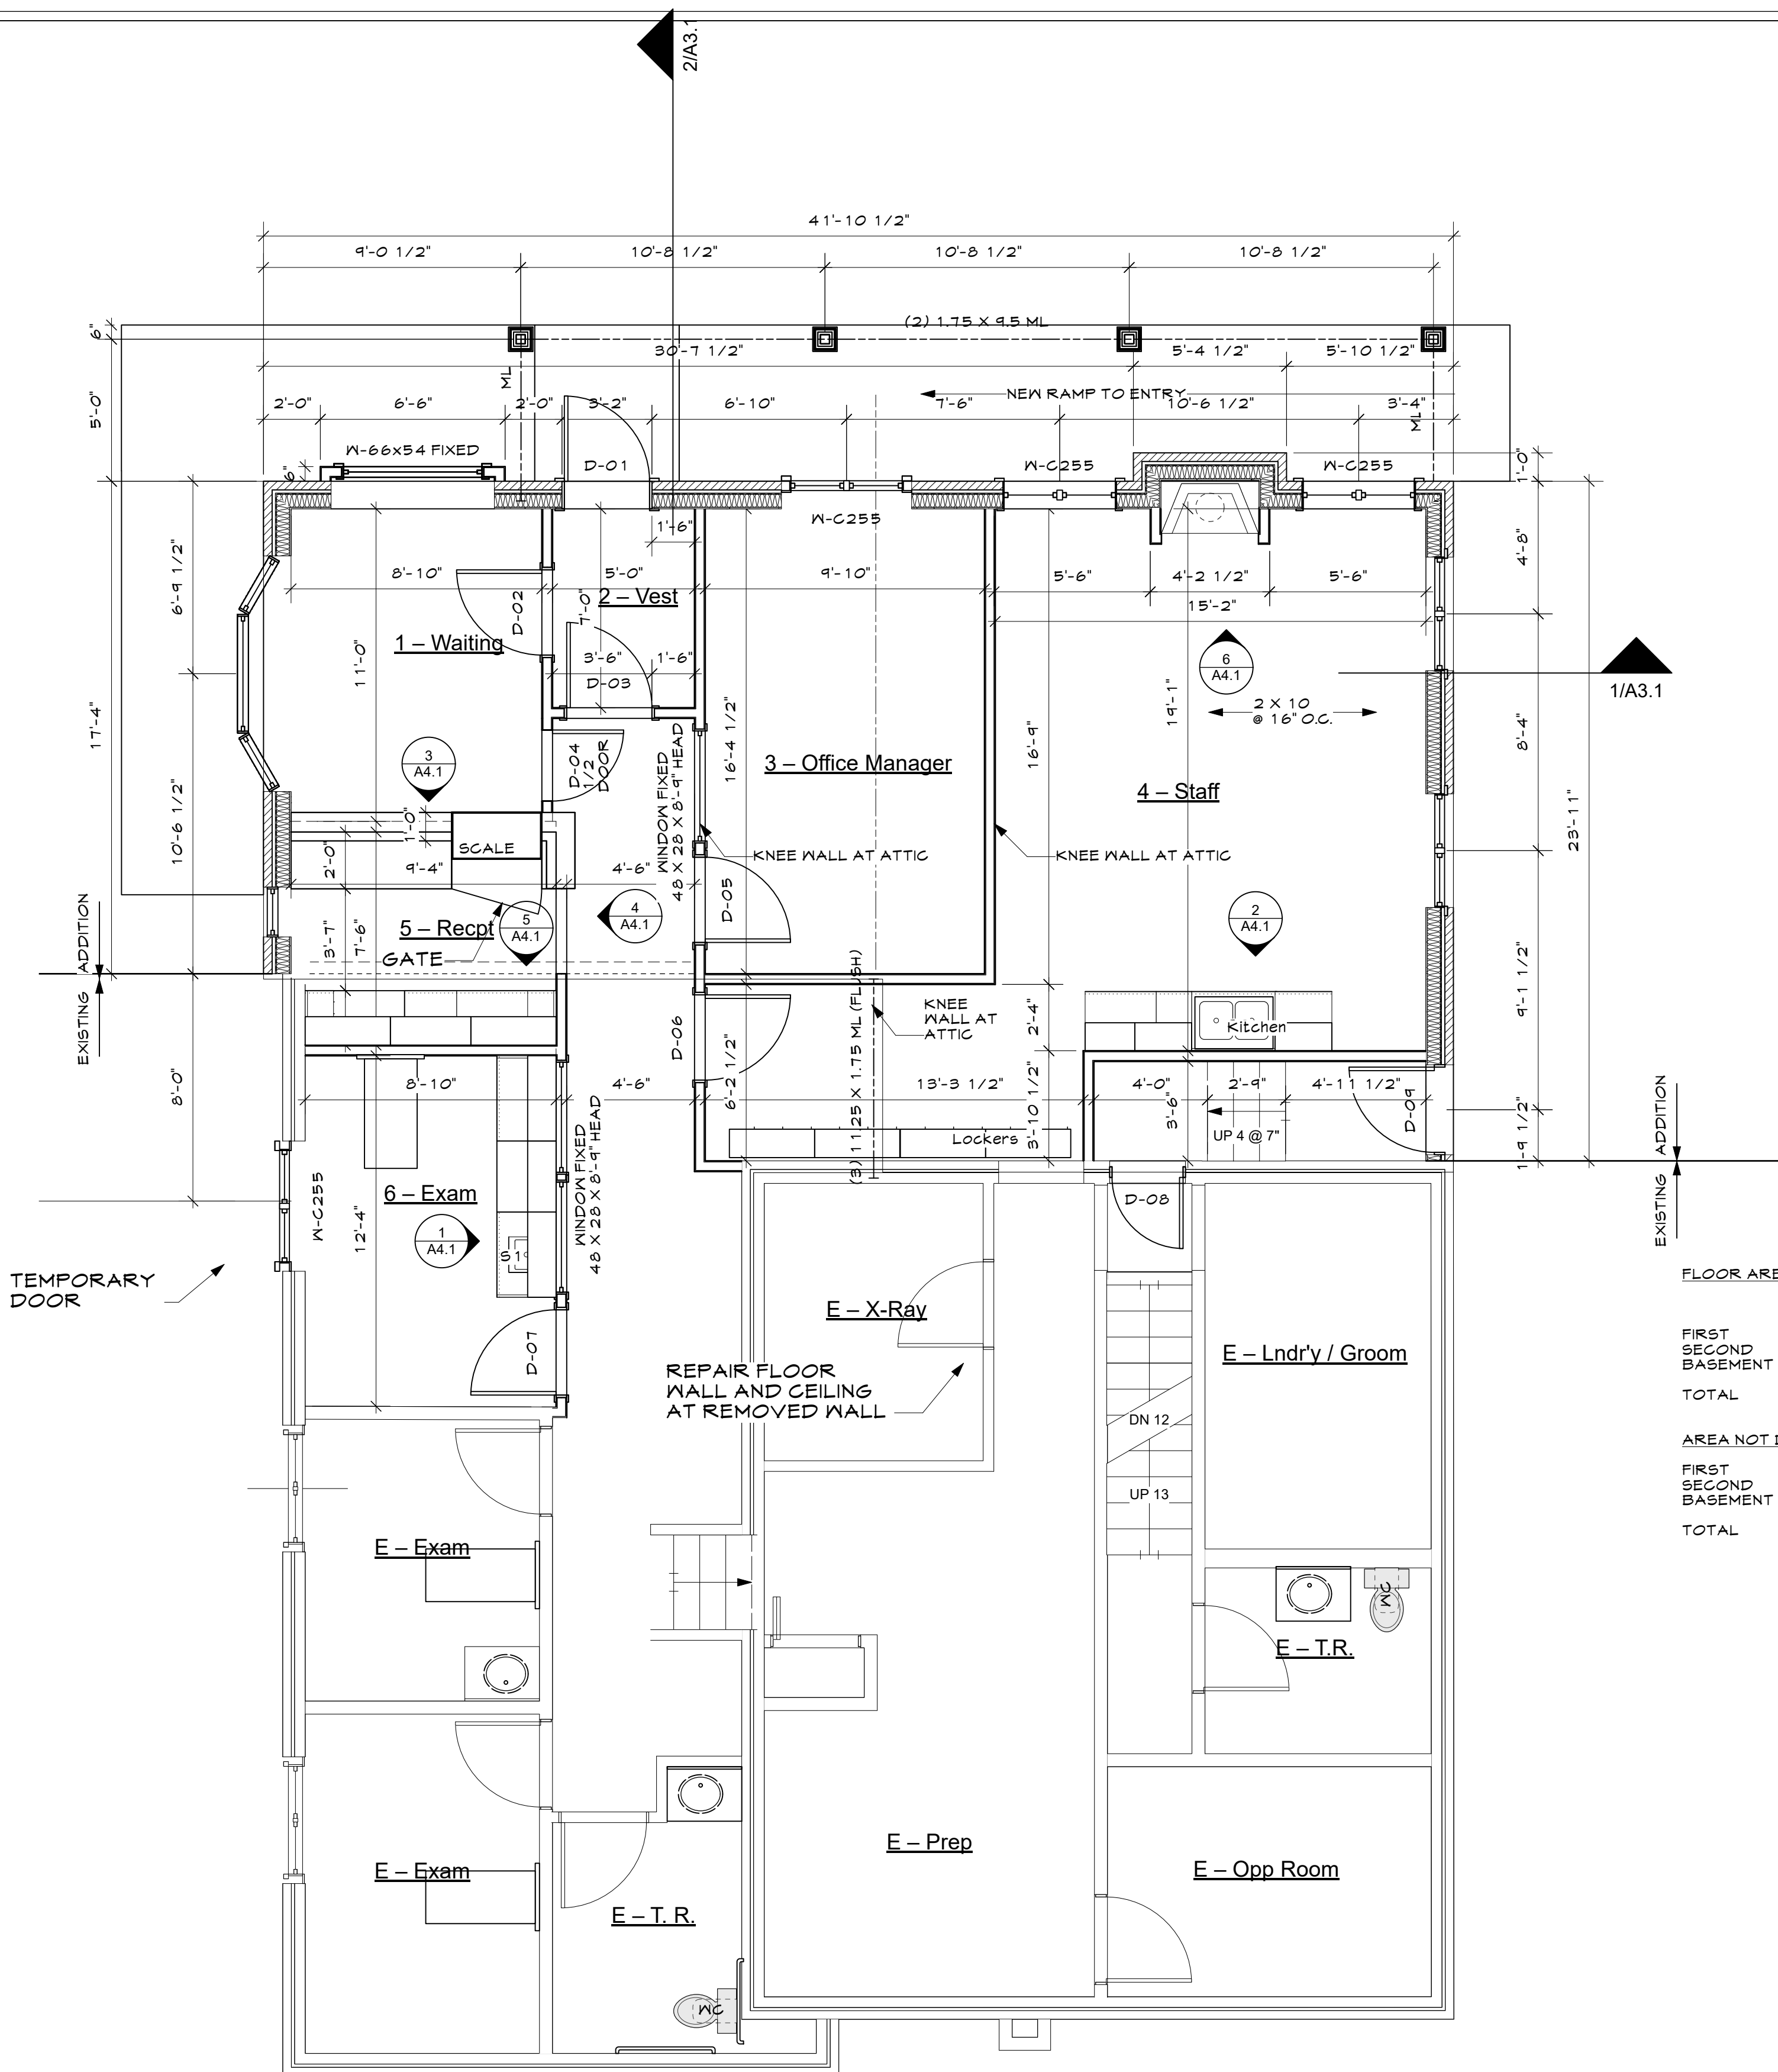 2/A3.1
41'-10 1/2"
9'-0 1/2"
10'-8 1/2"
10'-8 1/2"
10'-8 1/2"
6"
5'-0"
(2) 1.75 X 9.5 ML
30'-7 1/2"
5'-4 1/2"
5'-10 1/2"
ML
NEW RAMP TO ENTRY
ML
2'-0"
6'-6"
2'-0"
3'-2"
6'-10"
7'-6"
10'-6 1/2"
3'-4"
W-66x54 FIXED
6"
D-01
W-C255
W-C255
W-C255
1'-0"
1'-6"
4'-8"
6'-9 1/2"
8'-10"
5'-0"
9'-10"
5'-6"
4'-2 1/2"
5'-6"
15'-2"
D-02
7'-0"
2 – Vest
1 – Waiting
11'-0"
3'-6"
1'-6"
D-03
6
A4.1
1/A3.1
17'-4"
16'-4 1/2"
16'-9"
19'-1"
2 X 10
@ 16" O.C.
8'-4"
23'-11"
3
A4.1
D-04
1/2
DOOR
WINDOW FIXED
48 X 28 X 8'-9" HEAD
3 – Office Manager
4 – Staff
10'-6 1/2"
1'-0"
SCALE
2'-0"
9'-4"
4'-6"
KNEE WALL AT ATTIC
KNEE WALL AT ATTIC
D-05
4
A4.1
5
A4.1
2
A4.1
5 – Recpt
3'-7"
7'-6"
GATE
ADDITION
EXISTING
9'-1 1/2"
D-06
(3) 11.25 X 1.75 ML (FLUSH)
KNEE
WALL AT
ATTIC
2'-4"
Kitchen
8'-0"
8'-10"
4'-6"
6'-2 1/2"
13'-3 1/2"
3'-10 1/2"
4'-0"
2'-9"
4'-11 1/2"
3'-6"
UP 4 @ 7"
D-09
1'-9 1/2"
ADDITION
EXISTING
Lockers
WINDOW FIXED
48 X 28 X 8'-9" HEAD
W-C255
6 – Exam
12'-4"
1
A4.1
S1
D-08
TEMPORARY
DOOR
E – X-Ray
E – Lndr'y / Groom
FLOOR ARE
FIRST
SECOND
BASEMENT
TOTAL
D-07
REPAIR FLOOR
WALL AND CEILING
AT REMOVED WALL
DN 12
AREA NOT I
FIRST
SECOND
BASEMENT
TOTAL
UP 13
E – Exam
WC
E – T.R.
E – Prep
E – Exam
E – Opp Room
E – T. R.
WC